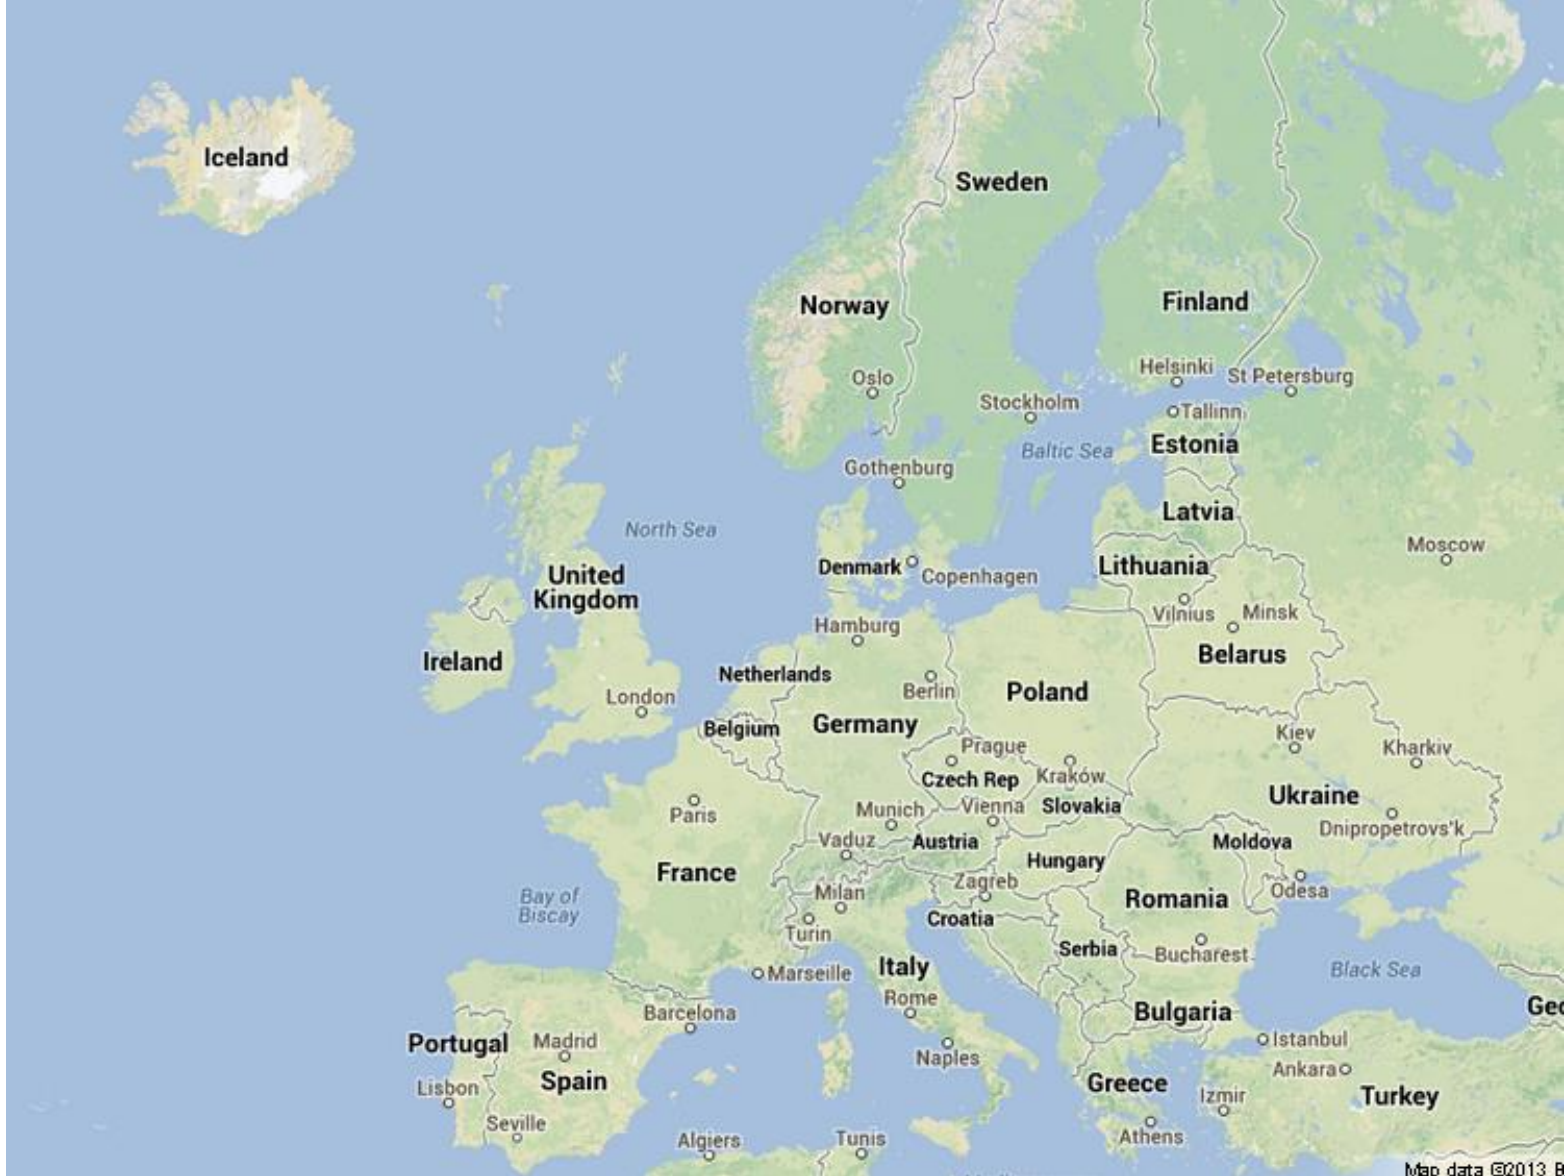 Iceland
Sweden
Norway
Finland
Oslo
Helsinki
St Petersburg
Stockholm
Tallinn
Baltic Sea
Estonia
Gothenburg
Latvia
North Sea
Moscow
Denmark
Copenhagen
Lithuania
United
Kingdom
Vilnius
Minsk
Hamburg
Belarus
Ireland
Netherlands
London
Berlin
Poland
Belgium
Germany
Kiev
Kharkiv
Prague
Czech Rep
Kraków
Ukraine
Paris
Munich
Vienna
Slovakia
Dnipropetrovs'k
Vaduz
Austria
Moldova
Hungary
France
Zagreb
Odesa
Milan
Bay of
Biscay
Romania
Turin
Croatia
Serbia
Bucharest
Italy
Marseille
Black Sea
Rome
Barcelona
Bulgaria
Geo
Portugal
Madrid
Naples
Istanbul
Ankara
Spain
Greece
Lisbon
Izmir
Turkey
Seville
Athens
Algiers
Tunis
Map data ©2013